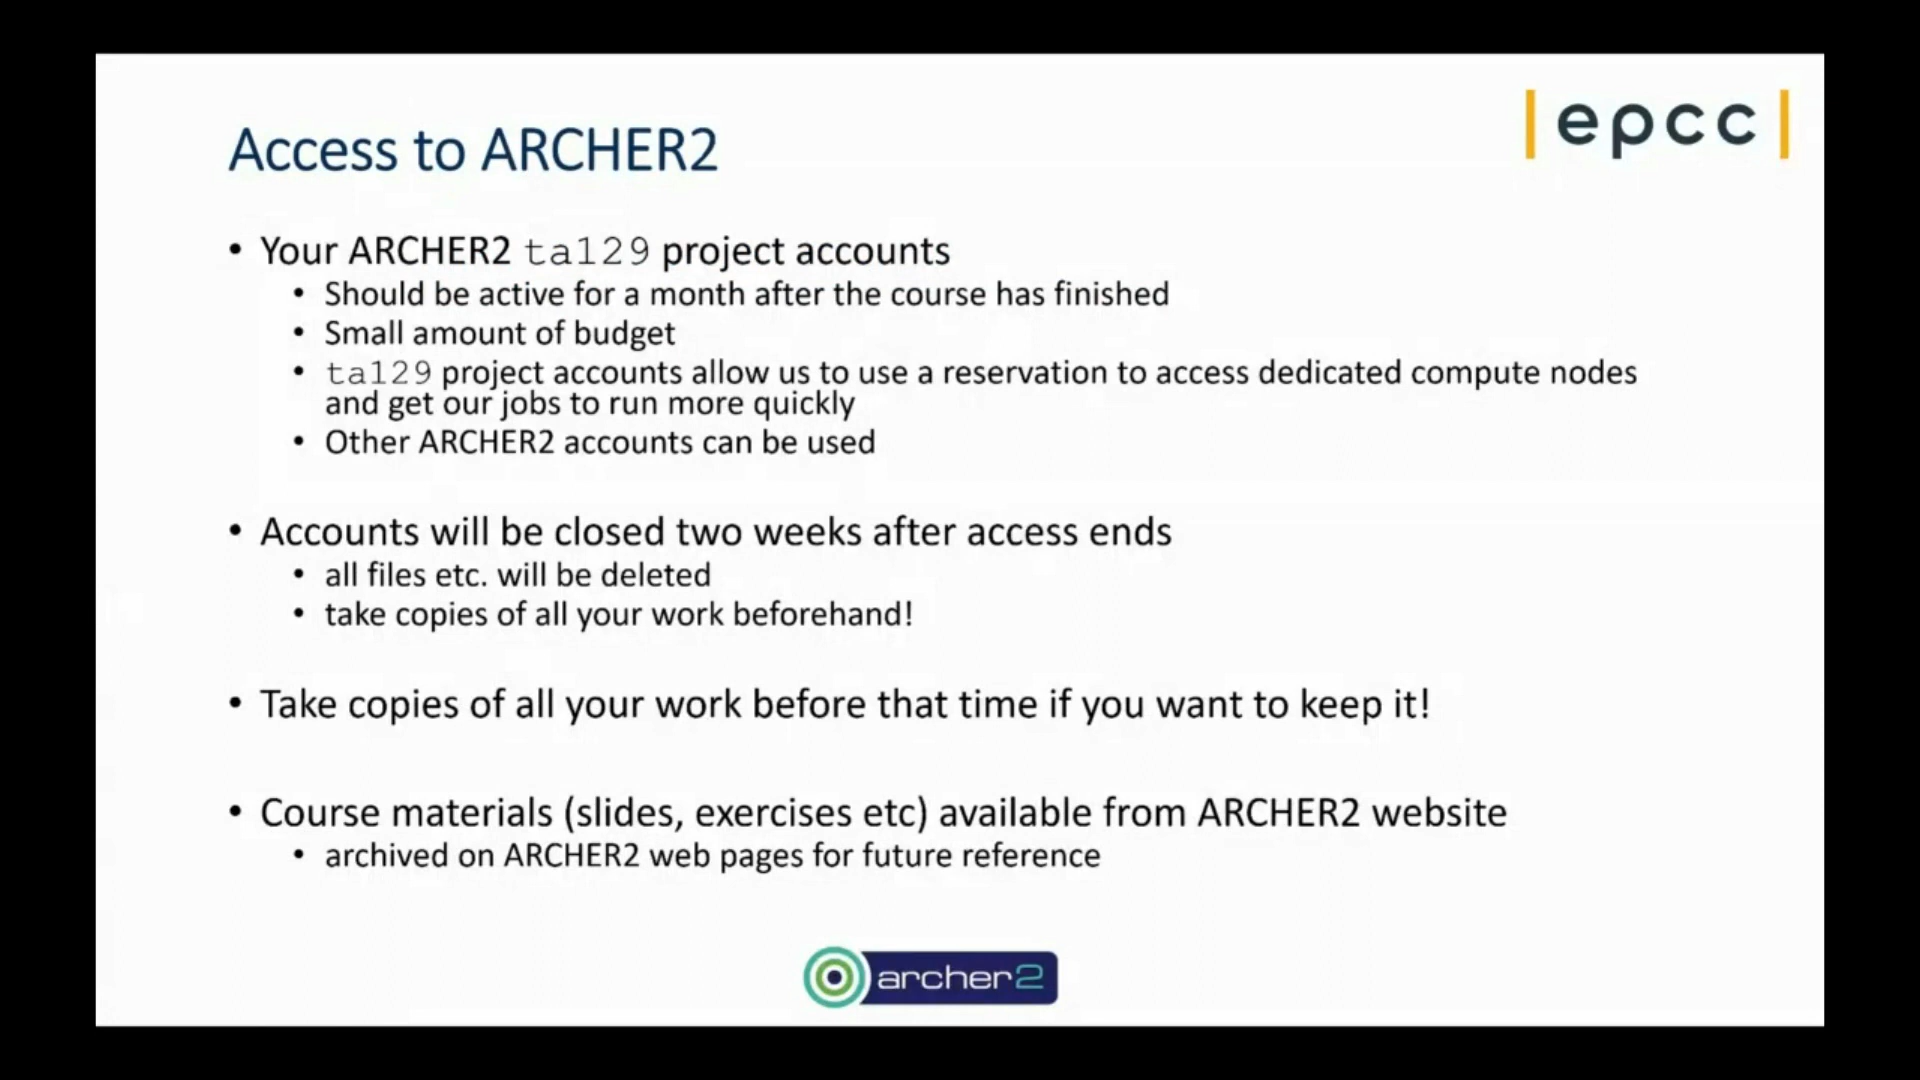 |epcc|
Access to ARCHER2
• Your ARCHER2 ta129 project accounts
• Should be active for a month after the course has finished
• Small amount of budget
• ta129 project accounts allow us to use a reservation to access dedicated compute nodes
and get our jobs to run more quickly
• Other ARCHER2 accounts can be used
• Accounts will be closed two weeks after access ends
• all files etc. will be deleted
• take copies of all your work beforehand!
• Take copies of all your work before that time if you want to keep it!
• Course materials (slides, exercises etc) available from ARCHER2 website
• archived on ARCHER2 web pages for future reference
archer2